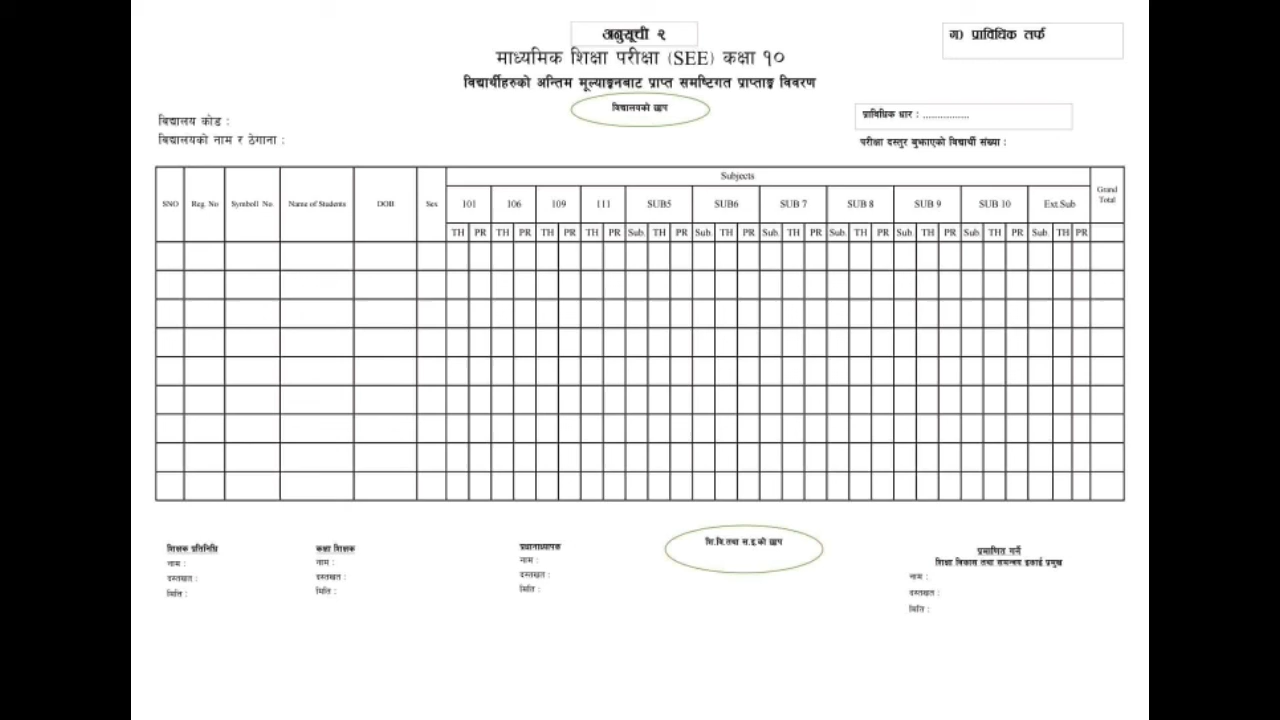 अनुसूची २
ग) प्राविधिक तर्फ
माध्यमिक शिक्षा परीक्षा (SEE) कक्षा १०
विद्यार्थीहरुको अन्तिम मूल्याङ्कनबाट प्राप्त समष्टिगत प्राप्ताङ्क विवरण
विद्यालयको छाप
विद्यालय कोड :
प्राविधिक धार : ................
विद्यालयको नाम र ठेगाना :
परीक्षा दस्तुर बुझाएको विद्यार्थी संख्या :
Subjects
SNO Reg. No Symboll No. Name of Students DOB Sex 101 106 109 111 SUB5 SUB6 SUB 7 SUB 8 SUB 9 SUB 10 Ext.Sub Grand Total
TH PR TH PR TH PR TH PR Sub. TH PR Sub. TH PR Sub. TH PR Sub. TH PR Sub. TH PR Sub. TH PR Sub. TH PR
शिक्षक प्रतिनिधि
नाम :
दस्तखत :
मिति :
कक्षा शिक्षक
नाम :
दस्तखत :
मिति :
प्रधानाध्यापक
नाम :
दस्तखत :
मिति :
शि.वि.तथा स.इ.को छाप
प्रमाणित गर्ने
शिक्षा विकास तथा समन्वय इकाई प्रमुख
नाम :
दस्तखत :
मिति :